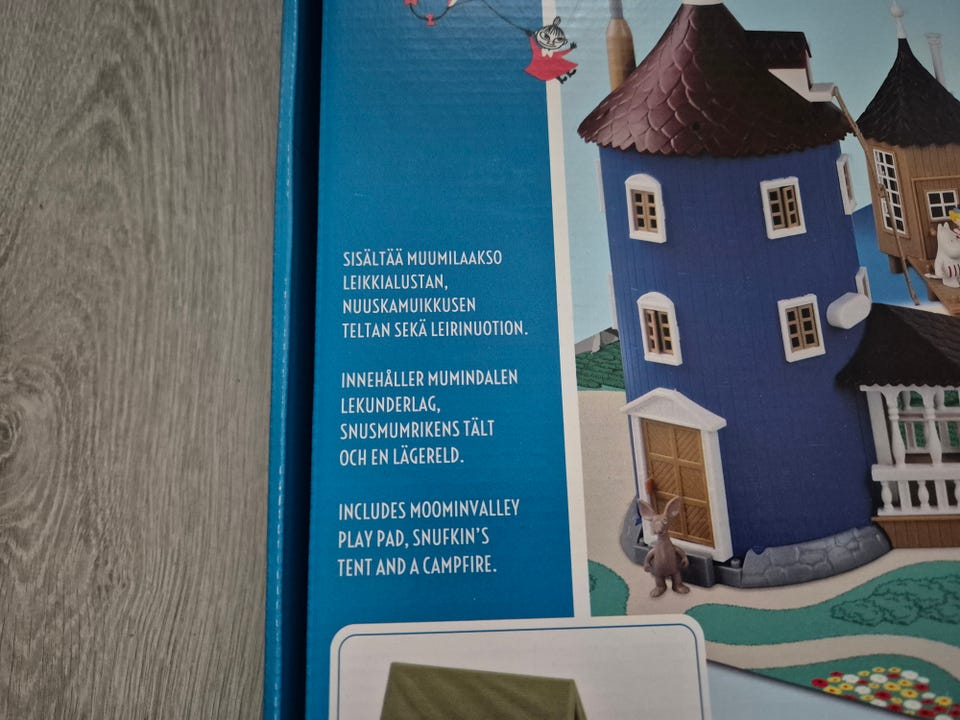 SISÄLTÄÄ MUUMILAAKSO
LEIKKIALUSTAN,
NUUSKAMUIKKUSEN
TELTAN SEKÄ LEIRINUOTION.
INNEHÅLLER MUMINDALEN
LEKUNDERLAG,
SNUSMUMRIKENS TÄLT
OCH EN LÄGERELD.
INCLUDES MOOMINVALLEY
PLAY PAD, SNUFKIN'S
TENT AND A CAMPFIRE.